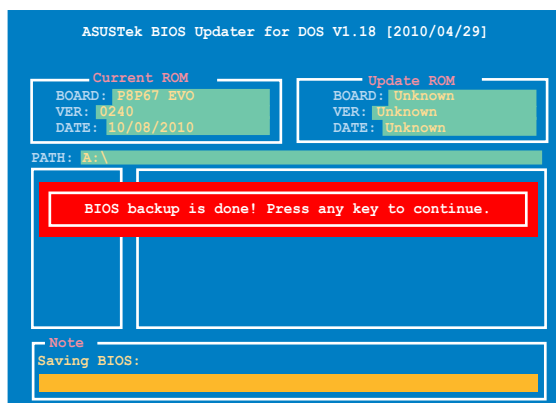 ASUSTek BIOS Updater for DOS V1.18 [2010/04/29]
Current ROM
BOARD: P8P67 EVO
VER: 0240
DATE: 10/08/2010
Update ROM
BOARD: Unknown
VER: Unknown
DATE: Unknown
PATH: A:\
BIOS backup is done! Press any key to continue.
Note
Saving BIOS: